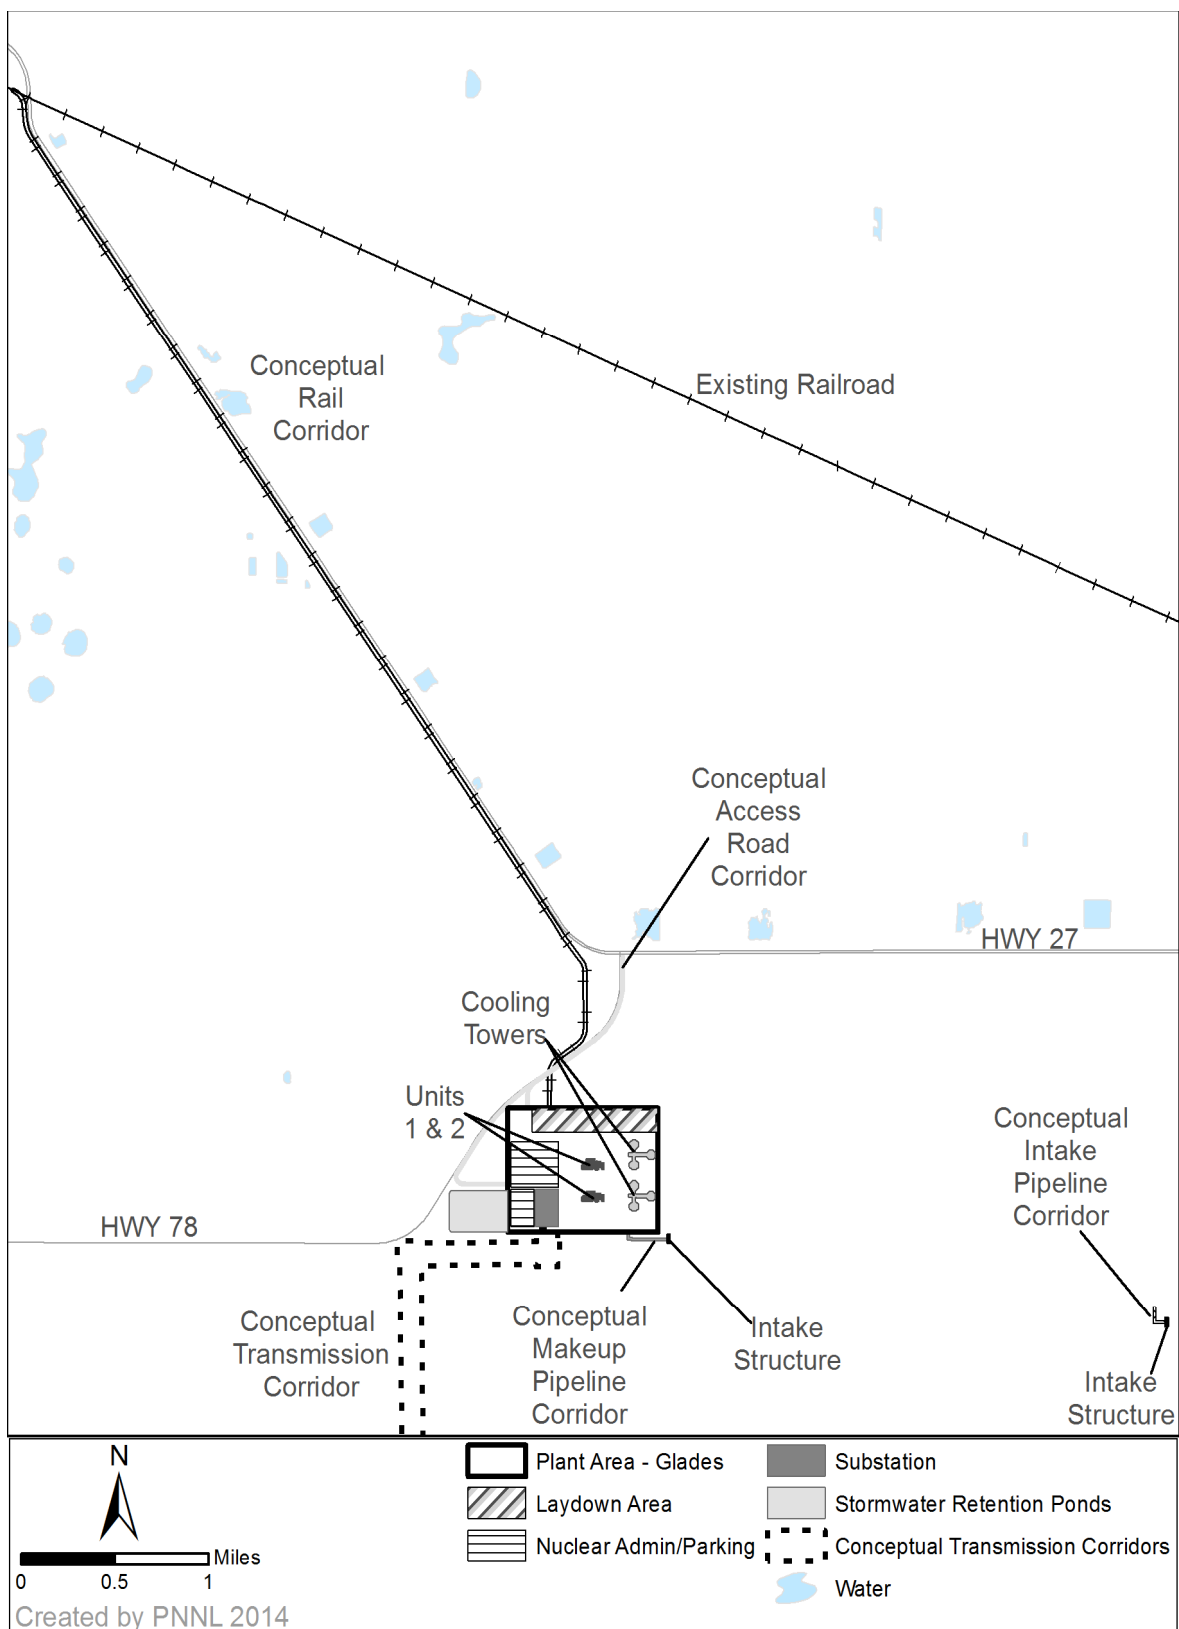 Conceptual
Rail
Corridor
Existing Railroad
Conceptual
Access
Road
Corridor
HWY 27
Cooling
Towers
Units
1 & 2
Conceptual
Intake
Pipeline
Corridor
HWY 78
Conceptual
Transmission
Corridor
Conceptual
Makeup
Pipeline
Corridor
Intake
Structure
Intake
Structure
N
Miles
0 0.5 1
Created by PNNL 2014
Plant Area - Glades
Laydown Area
Nuclear Admin/Parking
Substation
Stormwater Retention Ponds
Conceptual Transmission Corridors
Water